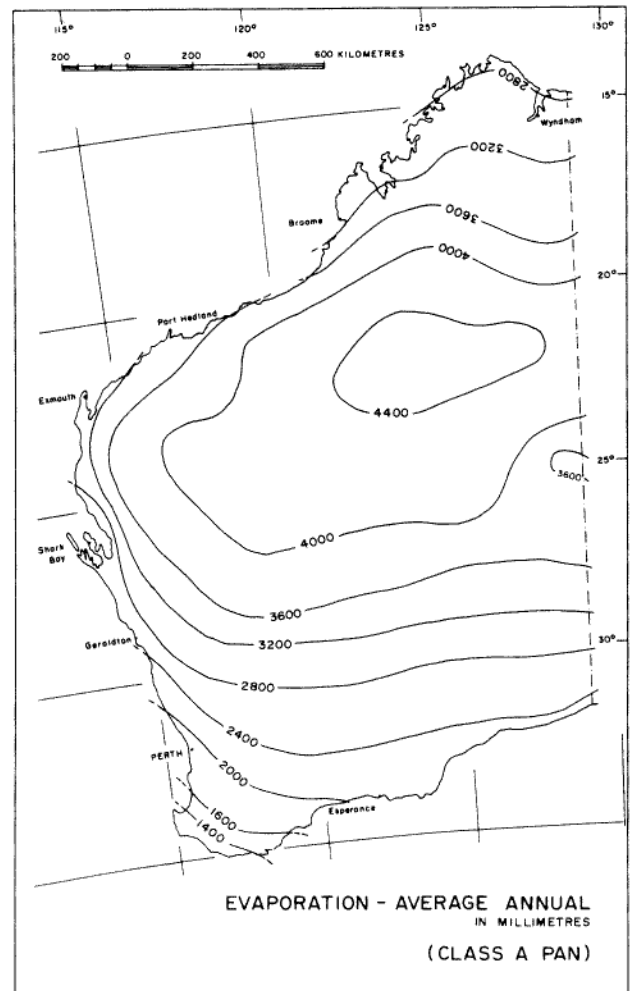 115°
120°
125°
130°
200 0 200 400 600 KILOMETRES
2800
15°
Wyndham
3200
Broome
3600
4000
20°
Port Hedland
Exmouth
4400
25°
3600
4000
Shark
Bay
3600
Geraldton
3200
30°
2800
2400
PERTH
2000
1600
Esperance
1400
EVAPORATION - AVERAGE ANNUAL
IN MILLIMETRES
(CLASS A PAN)